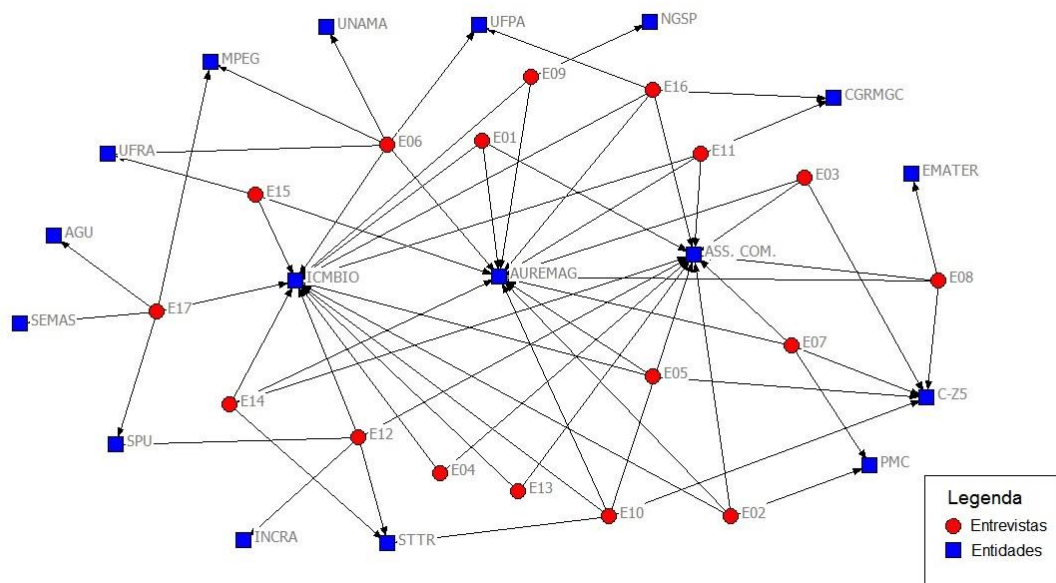 UNAMA
UFPA
NGSP
MPEG
E09
E16
CGRMGC
E06
E01
UFRA
E11
EMATER
E03
E15
AGU
ASS. COM.
ICMBIO
AUREMAG
E08
E17
SEMAS
E07
E05
C-Z5
E14
SPU
E12
PMC
E04
E13
E10
E02
INCRA
STTR
Legenda
Entrevistas
Entidades